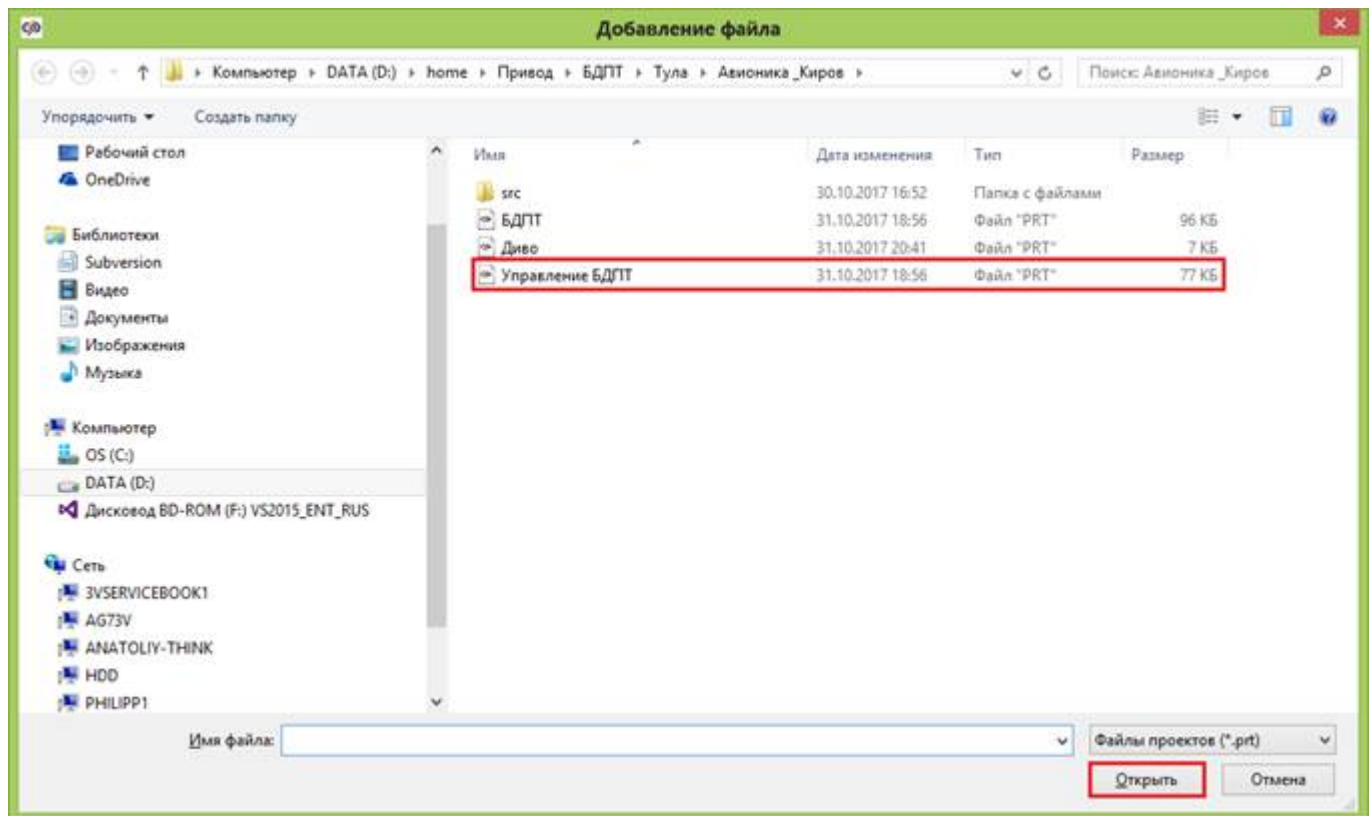 Добавление файла
Компьютер DATA (D:) home Привод БДПТ Тула Авионика _Киров Поиск: Авионика _Киров
Упорядочить Создать папку
Рабочий стол
OneDrive
Библиотеки
Subversion
Видео
Документы
Изображения
Музыка
Компьютер
OS (C:)
DATA (D:)
Дисковод BD-ROM (F:) VS2015_ENT_RUS
Сеть
3VSERVICEBOOK1
AG73V
ANATOLIY-THINK
HDD
PHILIPP1
Имя Дата изменения Тип Размер
src 30.10.2017 16:52 Папка с файлами
БДПТ 31.10.2017 18:56 Файл "PRT" 96 КБ
Диво 31.10.2017 20:41 Файл "PRT" 7 КБ
Управление БДПТ 31.10.2017 18:56 Файл "PRT" 77 КБ
Имя файла: Файлы проектов (*.prt)
Открыть Отмена